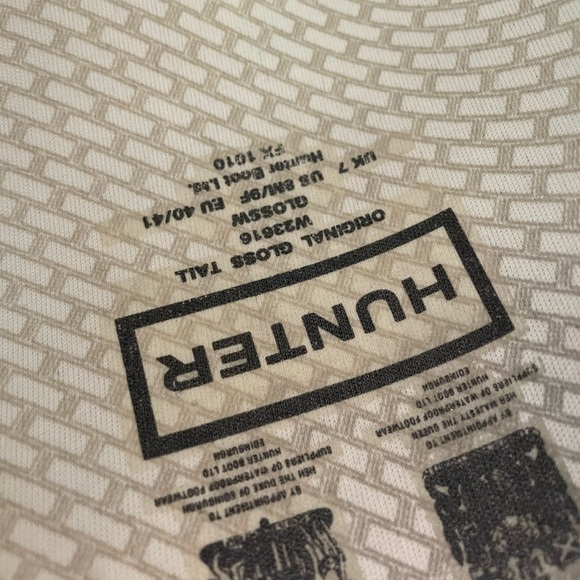 BY APPOINTMENT TO
HER MAJESTY THE QUEEN
SUPPLIERS OF WATERPROOF FOOTWEAR
HUNTER BOOT LTD
EDINBURGH
BY APPOINTMENT TO
HRH THE DUKE OF EDINBURGH
SUPPLIERS OF WATERPROOF FOOTWEAR
HUNTER BOOT LTD
EDINBURGH
HUNTER
ORIGINAL GLOSS TALL
W23616
GLOSSW
UK 7 US 8M/9F EU 40/41
Hunter Boot Ltd.
FX 1010